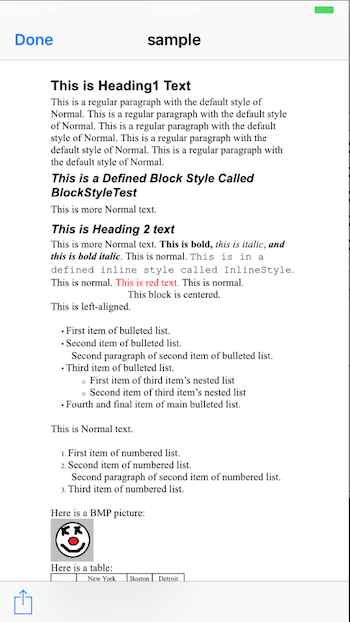 Done
sample
This is Heading1 Text
This is a regular paragraph with the default style of
Normal. This is a regular paragraph with the default style
of Normal. This is a regular paragraph with the default
style of Normal. This is a regular paragraph with the
default style of Normal. This is a regular paragraph with
the default style of Normal.
This is a Defined Block Style Called
BlockStyleTest
This is more Normal text.
This is Heading 2 text
This is more Normal text. This is bold, this is italic, and
this is bold italic. This is normal. This is in a
defined inline style called InlineStyle.
This is normal. This is red text. This is normal.
This block is centered.
This is left-aligned.
• First item of bulleted list.
• Second item of bulleted list.
Second paragraph of second item of bulleted list.
• Third item of bulleted list.
o First item of third item's nested list
o Second item of third item's nested list
• Fourth and final item of main bulleted list.
This is Normal text.
1. First item of numbered list.
2. Second item of numbered list.
Second paragraph of second item of numbered list.
3. Third item of numbered list.
Here is a BMP picture:
Here is a table:
New York Boston Detroit